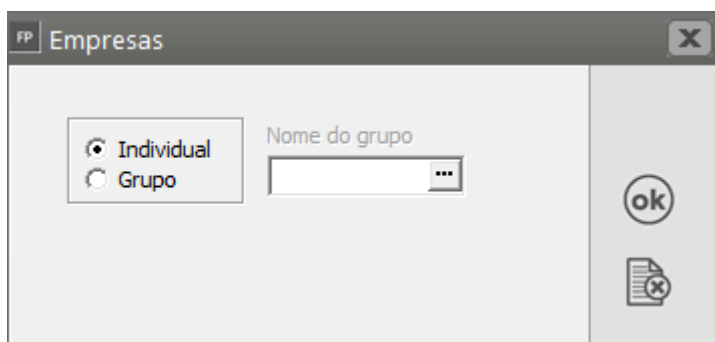 FP Empresas
Individual
Grupo
Nome do grupo
...
ok